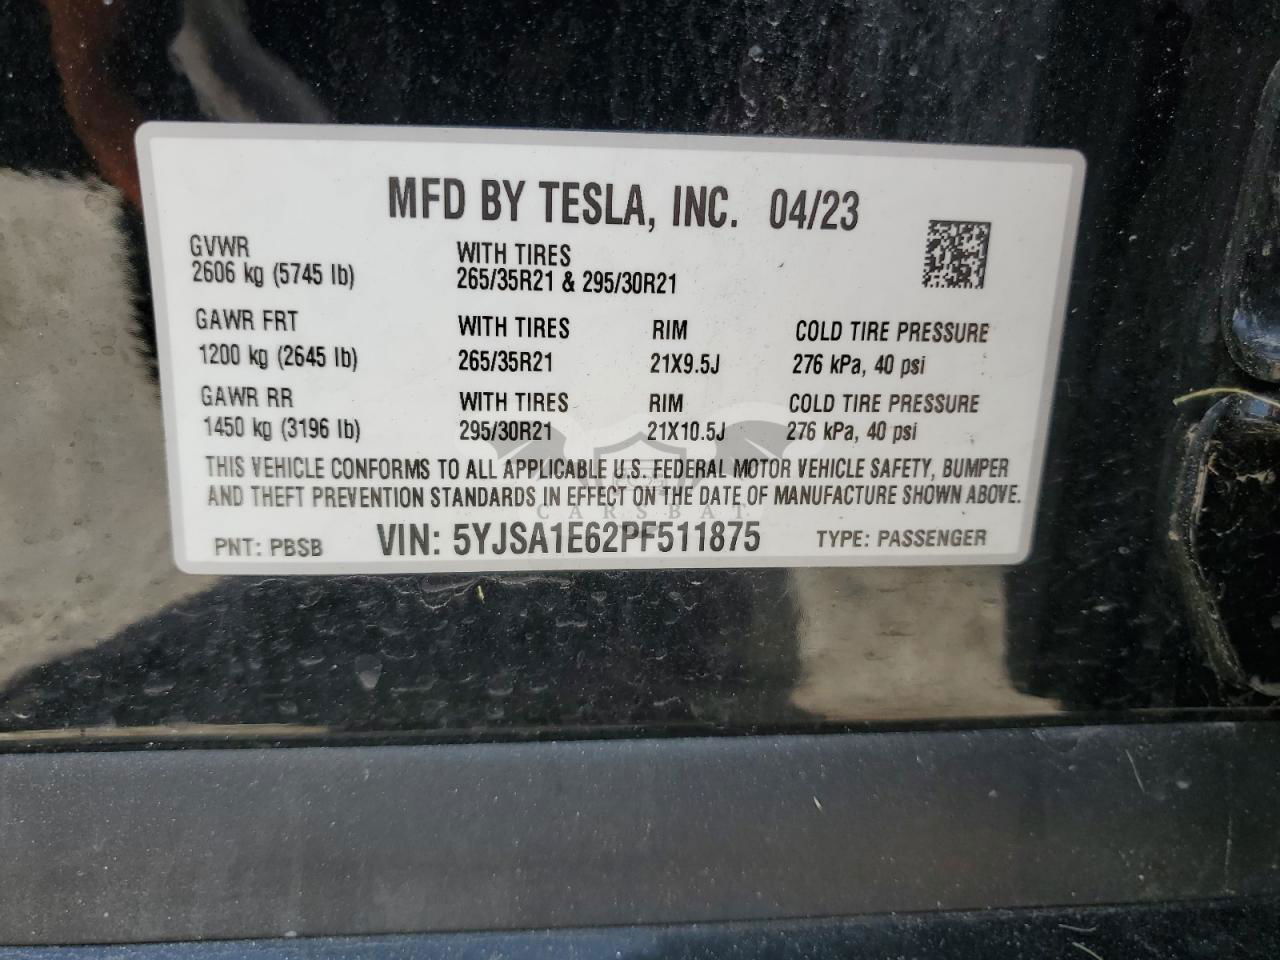 MFD BY TESLA, INC. 04/23
GVWR WITH TIRES
2606 kg (5745 lb) 265/35R21 & 295/30R21
GAWR FRT WITH TIRES RIM COLD TIRE PRESSURE
1200 kg (2645 lb) 265/35R21 21X9.5J 276 kPa, 40 psi
GAWR RR WITH TIRES RIM COLD TIRE PRESSURE
1450 kg (3196 lb) 295/30R21 21X10.5J 276 kPa, 40 psi
THIS VEHICLE CONFORMS TO ALL APPLICABLE U.S. FEDERAL MOTOR VEHICLE SAFETY, BUMPER
AND THEFT PREVENTION STANDARDS IN EFFECT ON THE DATE OF MANUFACTURE SHOWN ABOVE.
CARSBAT
PNT: PBSB VIN: 5YJSA1E62PF511875 TYPE: PASSENGER